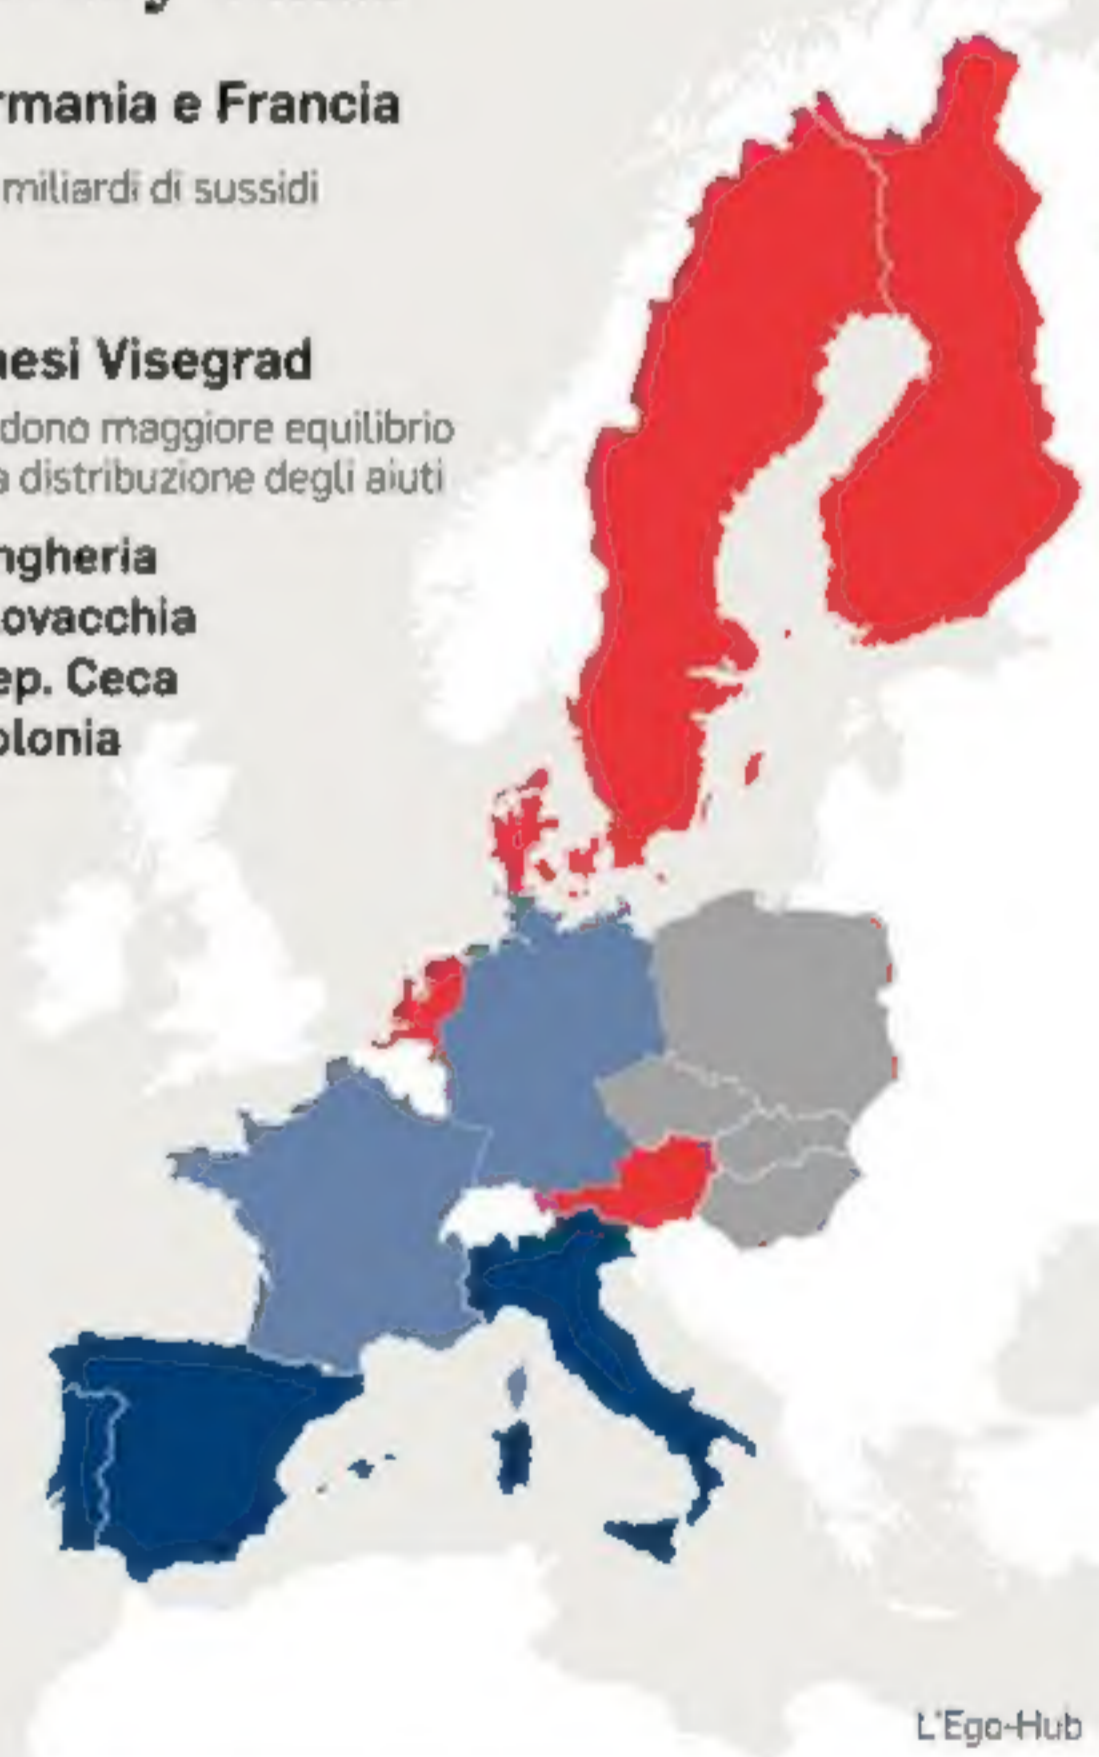 rmania e Francia
miliardi di sussidi
aesi Visegrad
dono maggiore equilibrio
a distribuzione degli aiuti
ngheria
ovacchia
ep. Ceca
olonia
L'Ego-Hub